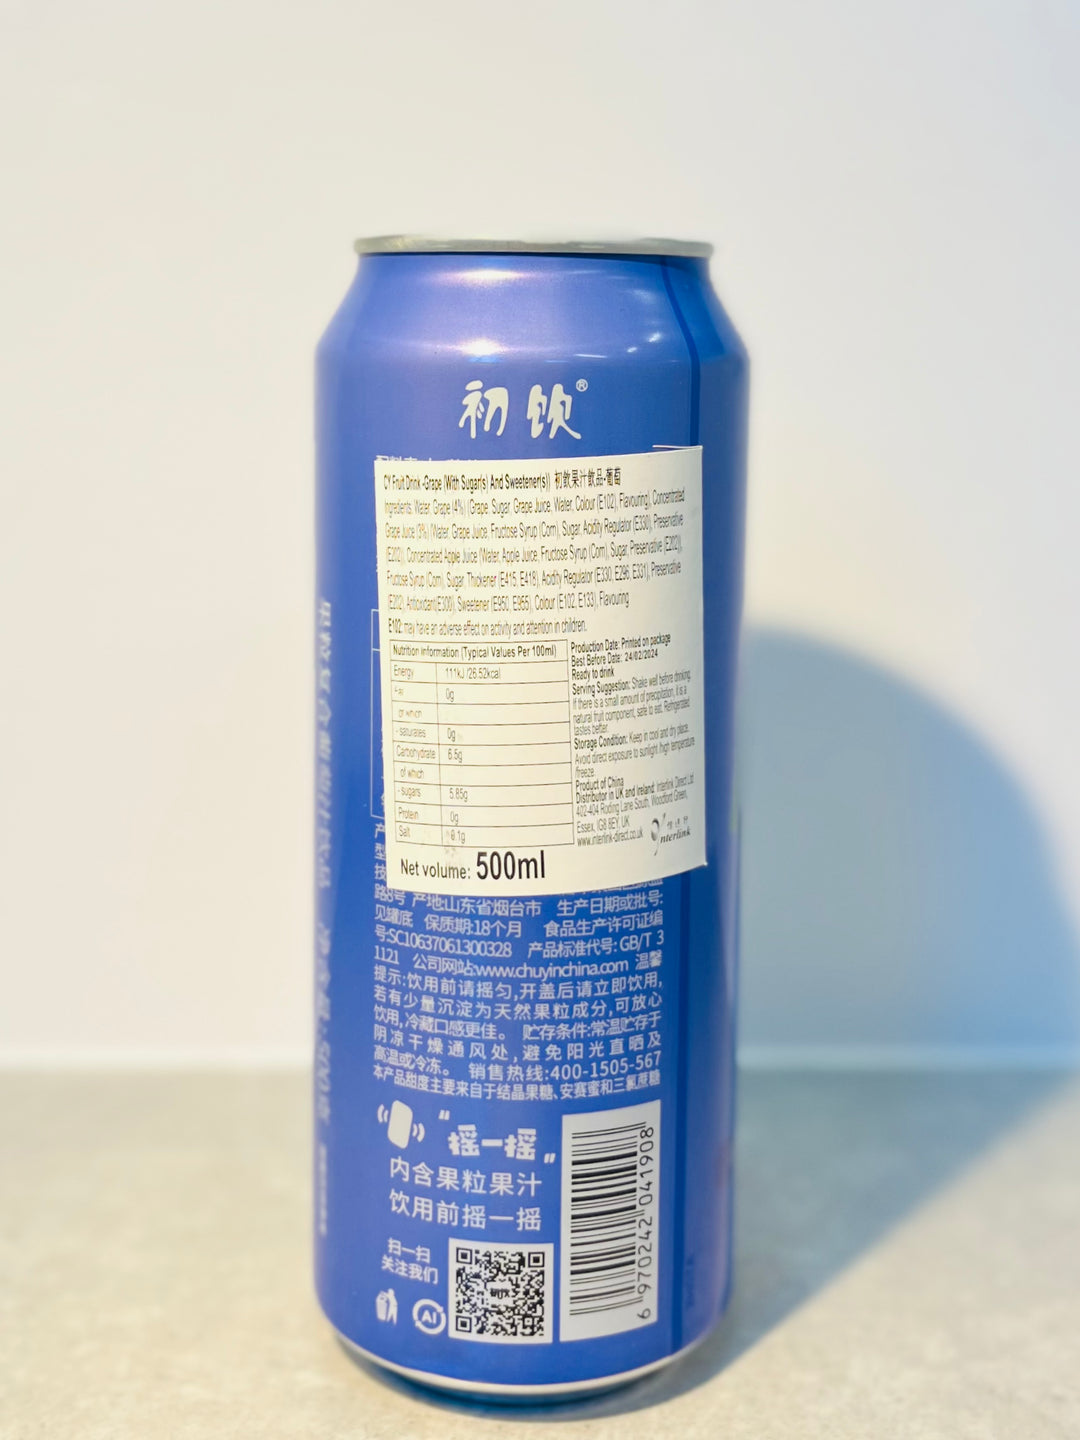 初饮®
CY Fruit Drink -Grape (With Sugar(s) And Sweetener(s)) 初飲果汁飲品-葡萄
Ingredients: Water, Grape (4%) (Grape, Sugar, Grape Juice, Water, Colour (E102), Flavouring), Concentrated
Grape Juice (3%) (Water, Grape Juice, Fructose Syrup (Corn), Sugar, Acidity Regulator (E330), Preservative
(E202), Concentrated Apple Juice (Water, Apple Juice, Fructose Syrup (Corn), Sugar, Preservative (E202)),
Fructose Syrup (Corn), Sugar, Thickener (E415, E418), Acidity Regulator (E330, E296, E331), Preservative
(E202), Antioxidant(E300), Sweetener (E950, E955), Colour (E102, E133), Flavouring
E102: may have an adverse effect on activity and attention in children.
Nutrition Information (Typical Values Per 100ml)
Energy 111kJ /26.52kcal
Fat 0g
of which
- saturates 0g
Carbohydrate 6.5g
of which
- sugars 5.85g
Protein 0g
Salt 0.1g
Net volume: 500ml
Production Date: Printed on package
Best Before Date: 24/02/2024
Ready to drink
Serving Suggestion: Shake well before drinking.
If there is a small amount of precipitation, it is a
natural fruit component, safe to eat. Refrigerated
tastes better.
Storage Condition: Keep in cool and dry place.
Avoid direct exposure to sunlight /high temperature
/freeze.
Product of China
Distributor in UK and Ireland: Interlink Direct Ltd
402-404 Roding Lane South, Woodford Green,
Essex, IG8 8EY, UK
www.interlink-direct.co.uk
interlink
路8号 产地:山东省烟台市 生产日期或批号:
见罐底 保质期:18个月 食品生产许可证编
号:SC10637061300328 产品标准代号: GB/T 3
1121 公司网站:www.chuyinchina.com 温馨
提示:饮用前请摇匀,开盖后请立即饮用,
若有少量沉淀为天然果粒成分,可放心
饮用,冷藏口感更佳。 贮存条件:常温贮存于
阴凉干燥通风处,避免阳光直晒及
高温或冷冻。 销售热线:400-1505-567
本产品甜度主要来自于结晶果糖、安赛蜜和三氯蔗糖
"摇一摇"
内含果粒果汁
饮用前摇一摇
扫一扫
关注我们
Al
6 970242 041908